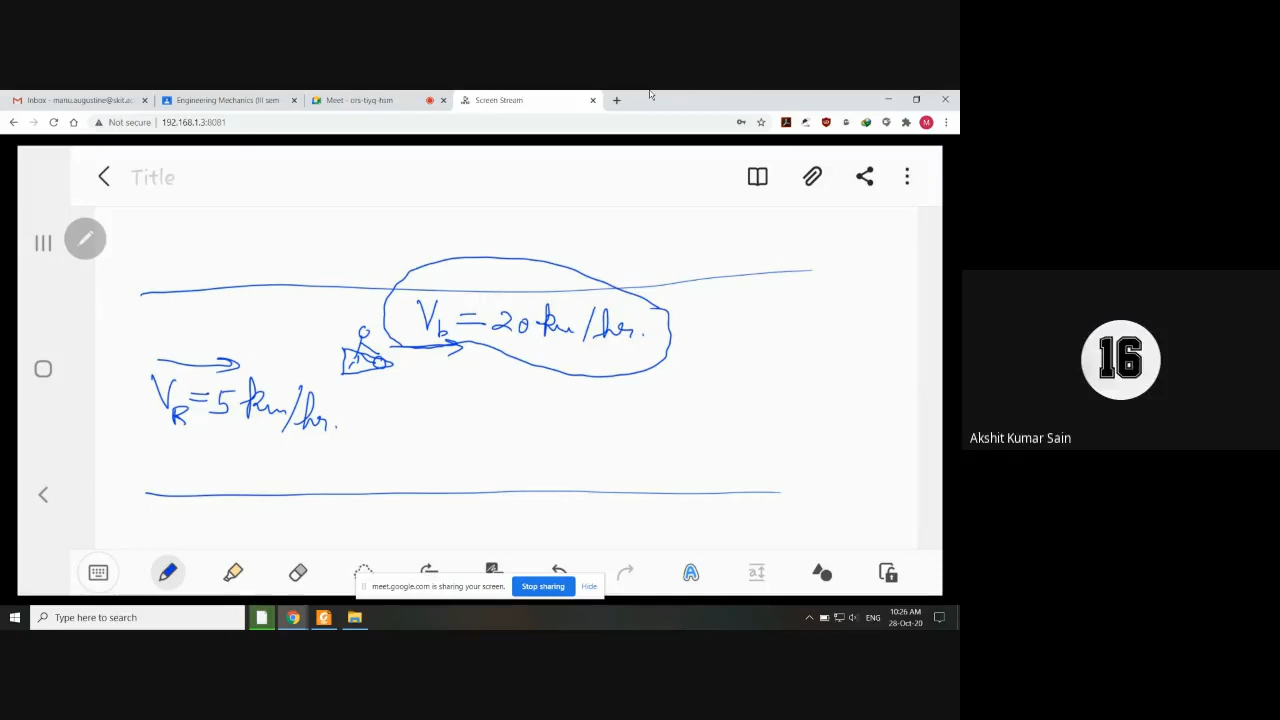 Inbox - manu.augustine@skit.ac
Engineering Mechanics (III sem
Meet - ors-tiyq-hsm
Screen Stream
Not secure
192.168.1.3:8081
M
Title
V_b = 20 km/hr.
V_R = 5 km/hr.
16
Akshit Kumar Sain
meet.google.com is sharing your screen.
Stop sharing
Hide
Type here to search
ENG
10:26 AM
28-Oct-20